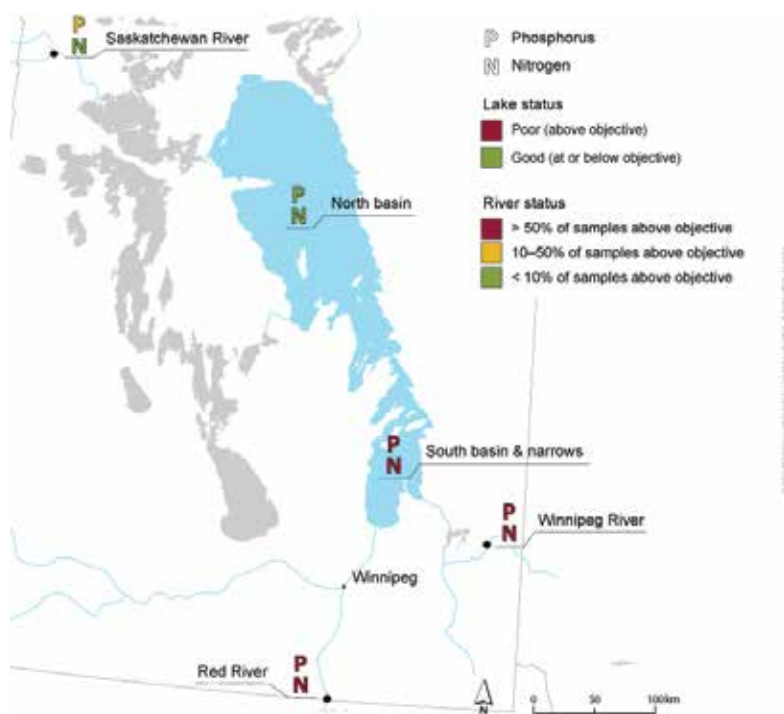 P
N
Saskatchewan River
P Phosphorus
N Nitrogen
Lake status
Poor (above objective)
Good (at or below objective)
River status
> 50% of samples above objective
10–50% of samples above objective
< 10% of samples above objective
P
N
North basin
P
N
South basin & narrows
P
N
Winnipeg River
Winnipeg
P
N
Red River
N
0 50 100km